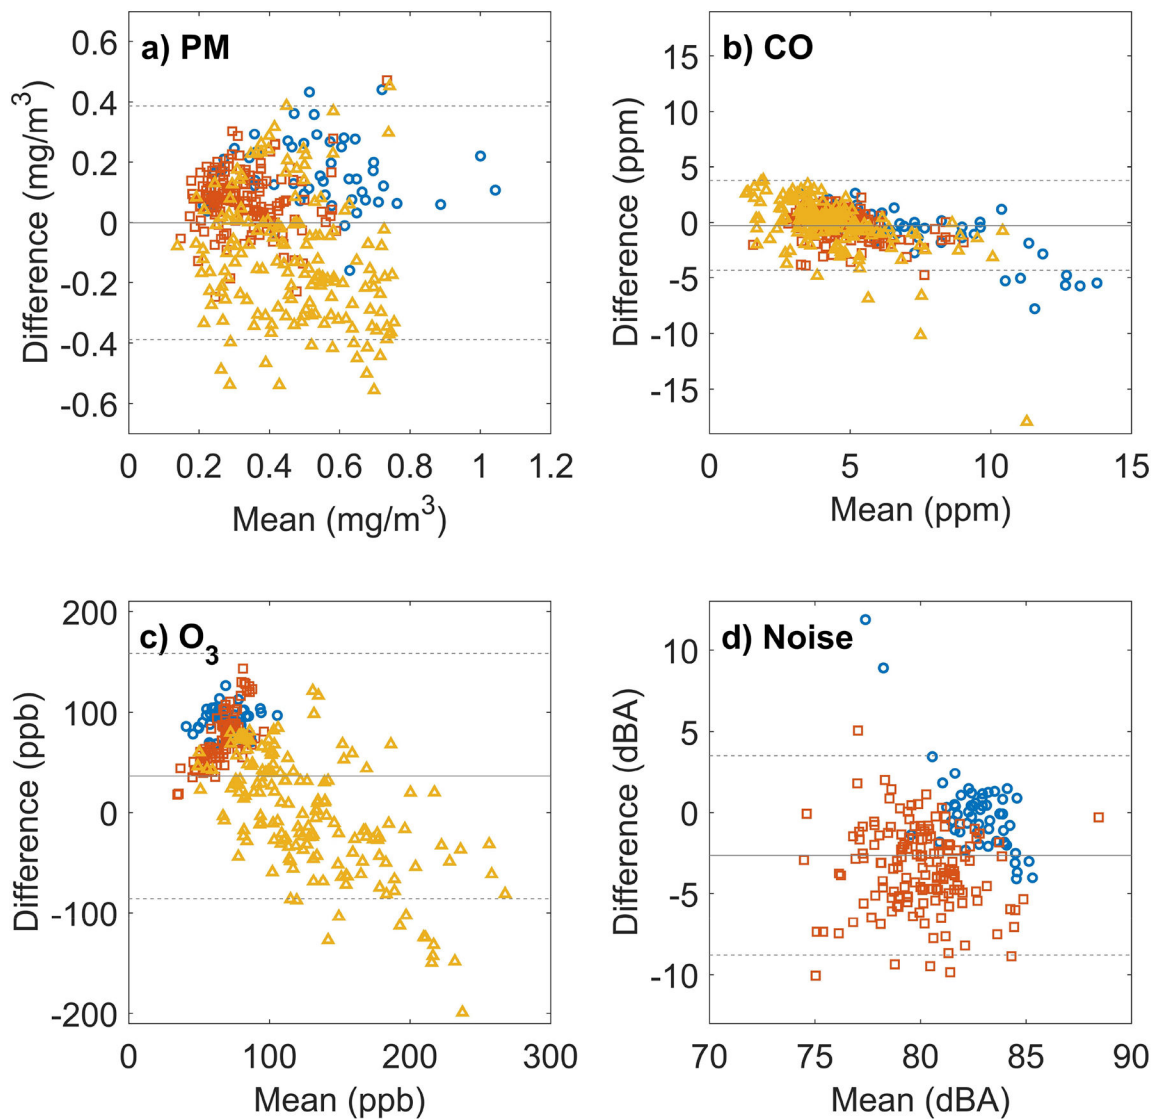 a) PM
0.6
0.4
0.2
0
-0.2
-0.4
-0.6
Difference (mg/m³)
0 0.2 0.4 0.6 0.8 1 1.2
Mean (mg/m³)
b) CO
15
10
5
0
-5
-10
-15
Difference (ppm)
0 5 10 15
Mean (ppm)
c) O₃
200
100
0
-100
-200
Difference (ppb)
0 100 200 300
Mean (ppb)
d) Noise
10
5
0
-5
-10
Difference (dBA)
70 75 80 85 90
Mean (dBA)